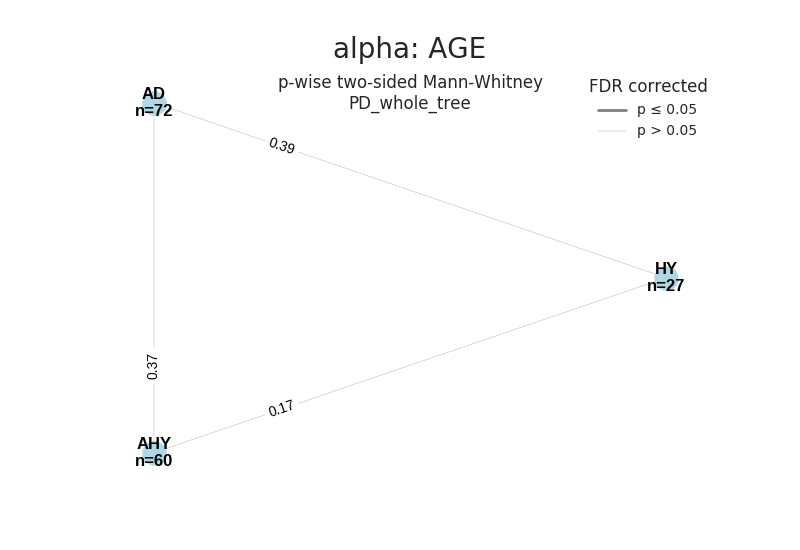 alpha: AGE
p-wise two-sided Mann-Whitney
PD_whole_tree
FDR corrected
p ≤ 0.05
p > 0.05
AD
n=72
0.39
HY
n=27
0.37
0.17
AHY
n=60